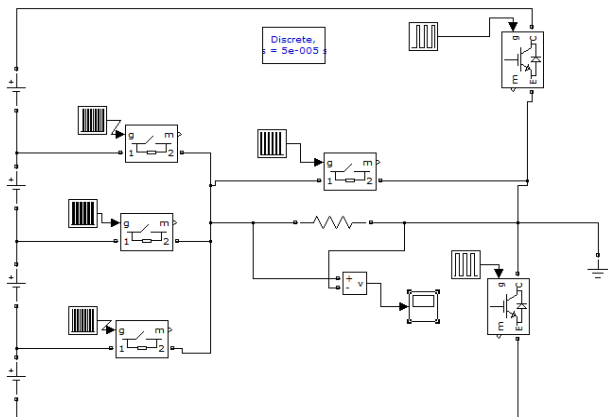 Discrete,
s = 5e-005 s
g C
E E
g m
1 2
g m
1 2
g m
1 2
+
-
v
g C
m E
g m
1 2
+
+
+
+